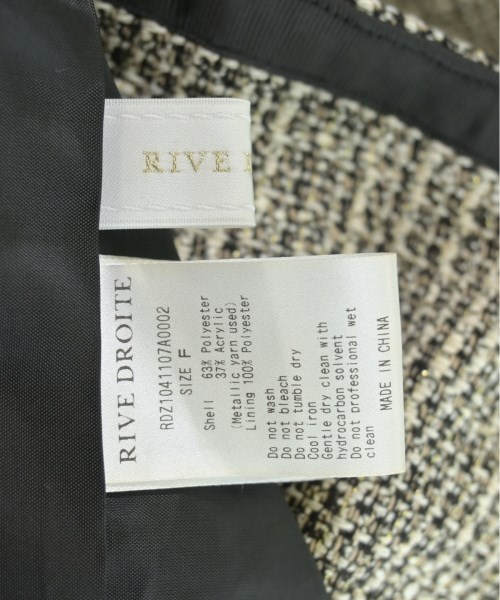 RIVE
RIVE DROITE
RDZ1041107A0002
SIZE F
Shell 63% Polyester
37% Acrylic
(Metallic yarn used)
Lining 100% Polyester
Do not wash
Do not bleach
Do not tumble dry
Cool iron
Gentle dry clean with
hydrocarbon solvent
Do not professional wet
clean
MADE IN CHINA